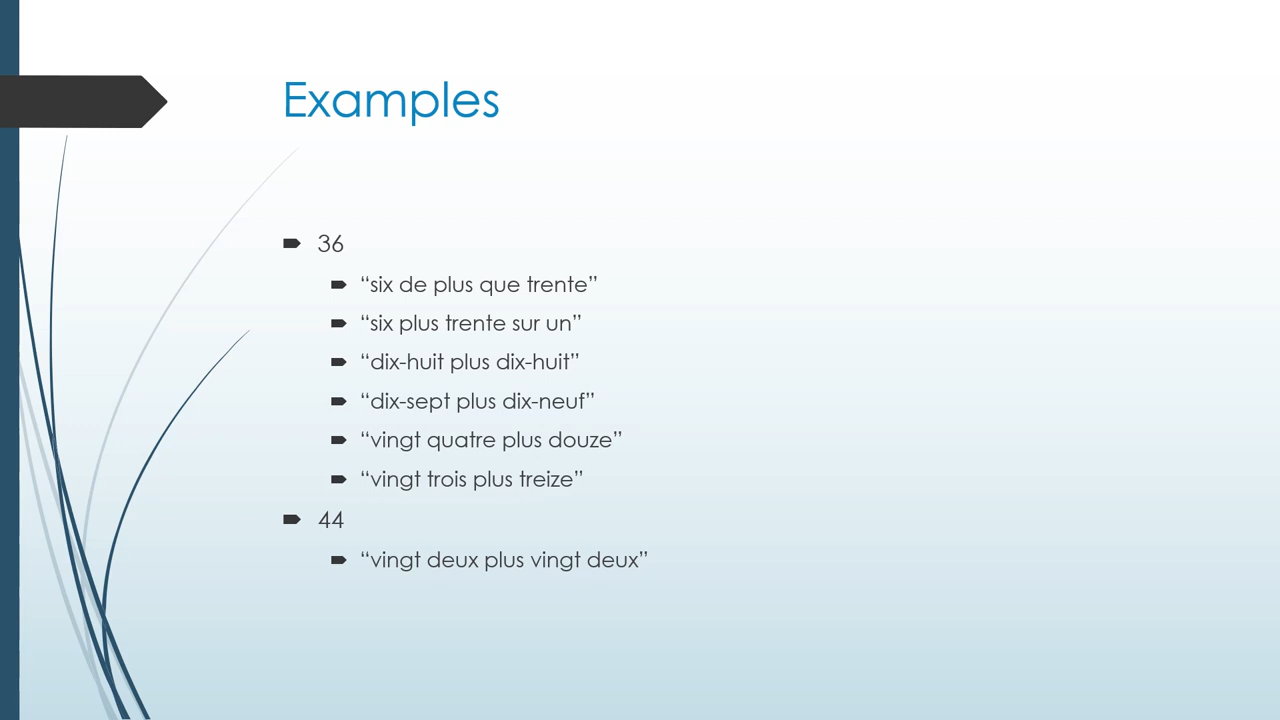 Examples
36
“six de plus que trente”
“six plus trente sur un”
“dix-huit plus dix-huit”
“dix-sept plus dix-neuf”
“vingt quatre plus douze”
“vingt trois plus treize”
44
“vingt deux plus vingt deux”